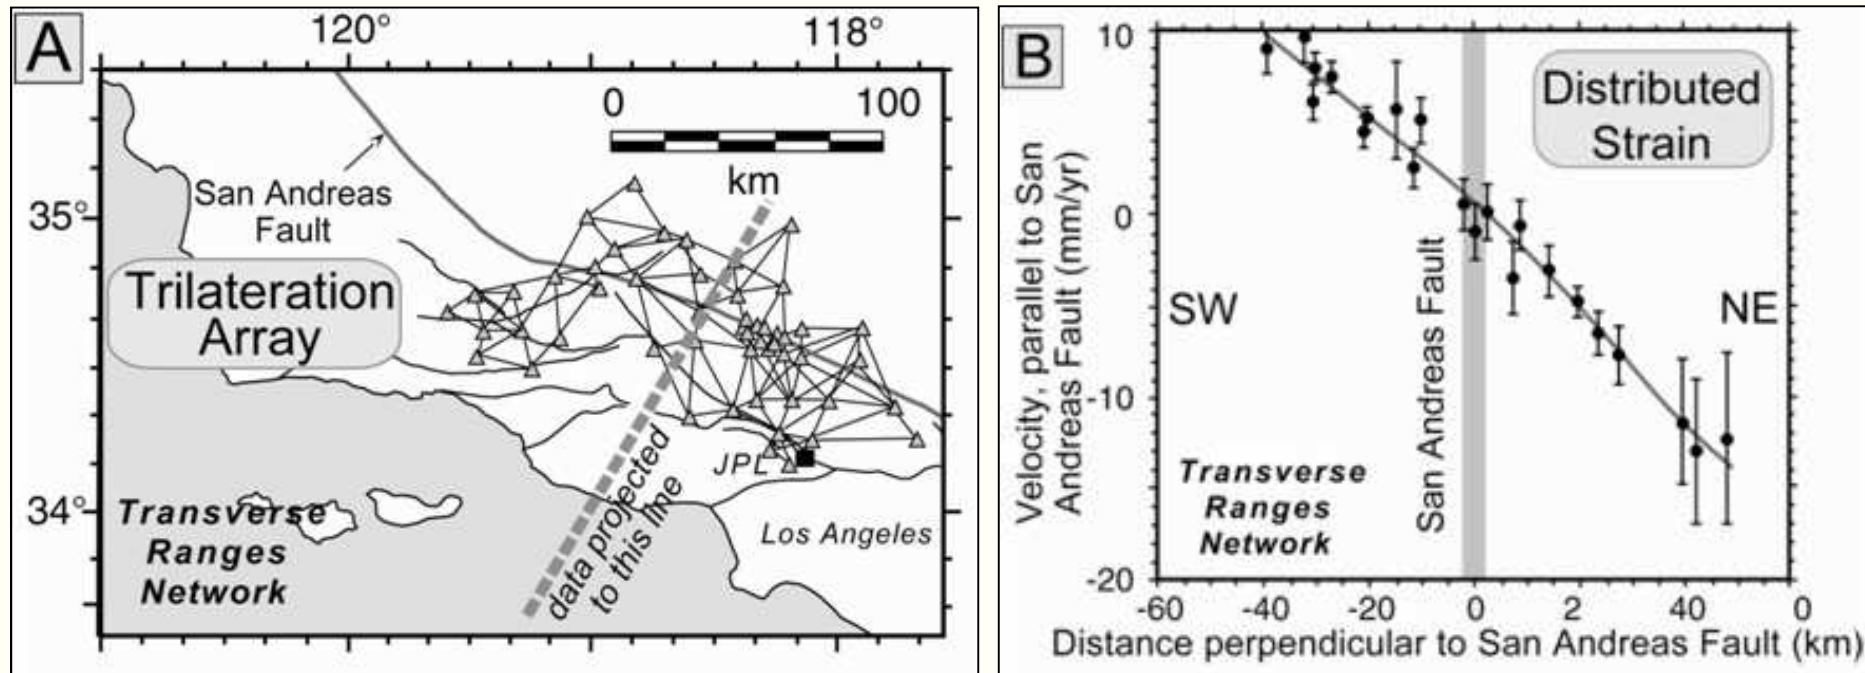 A
120°
118°
0 100
km
San Andreas
Fault
35°
Trilateration
Array
34°
JPL
Los Angeles
data projected
to this line
Transverse
Ranges
Network
B
Distributed
Strain
10
0
-10
-20
Velocity, parallel to San
Andreas Fault (mm/yr)
SW
NE
San Andreas Fault
Transverse
Ranges
Network
-60 -40 -20 0 2 40 0
Distance perpendicular to San Andreas Fault (km)